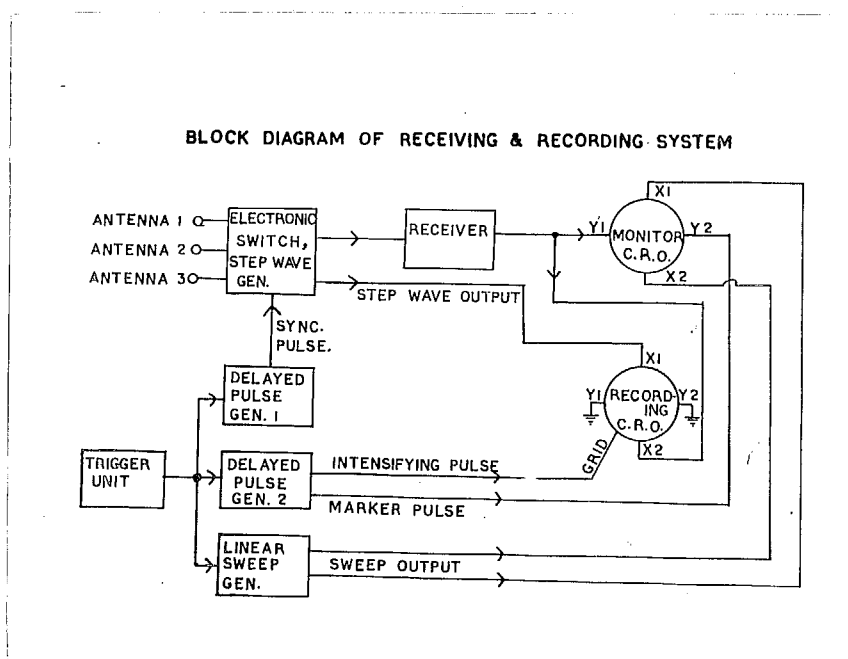 BLOCK DIAGRAM OF RECEIVING & RECORDING SYSTEM
ANTENNA 1
ANTENNA 2
ANTENNA 3
ELECTRONIC
SWITCH,
STEP WAVE
GEN.
RECEIVER
STEP WAVE OUTPUT
X1
Y1
MONITOR
C.R.O.
Y2
X2
SYNC.
PULSE.
DELAYED
PULSE
GEN. 1
X1
Y1
RECORD-
ING
C.R.O.
Y2
X2
GRID
TRIGGER
UNIT
DELAYED
PULSE
GEN. 2
INTENSIFYING PULSE
MARKER PULSE
LINEAR
SWEEP
GEN.
SWEEP OUTPUT